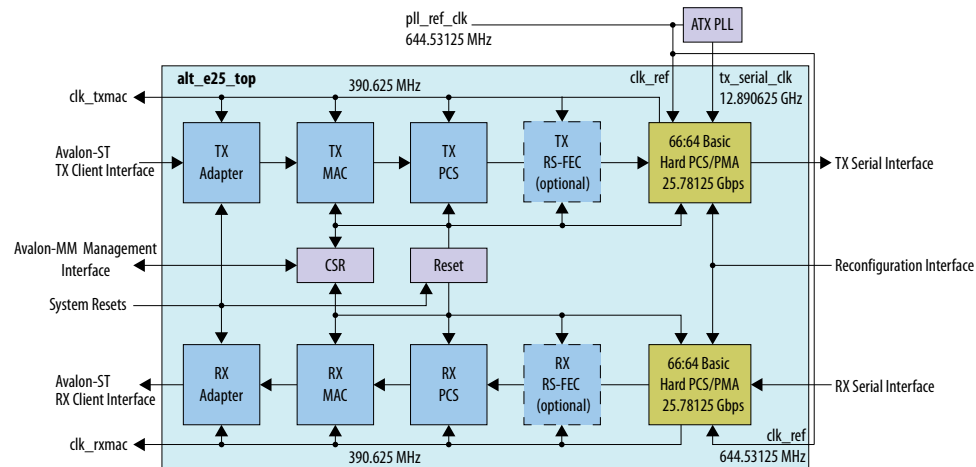 pll_ref_clk
644.53125 MHz
ATX PLL
alt_e25_top
clk_ref
tx_serial_clk
12.890625 GHz
clk_txmac
390.625 MHz
Avalon-ST
TX Client Interface
TX
Adapter
TX
MAC
TX
PCS
TX
RS-FEC
(optional)
66:64 Basic
Hard PCS/PMA
25.78125 Gbps
TX Serial Interface
Avalon-MM Management
Interface
CSR
Reset
Reconfiguration Interface
System Resets
Avalon-ST
RX Client Interface
RX
Adapter
RX
MAC
RX
PCS
RX
RS-FEC
(optional)
66:64 Basic
Hard PCS/PMA
25.78125 Gbps
RX Serial Interface
clk_rxmac
390.625 MHz
clk_ref
644.53125 MHz